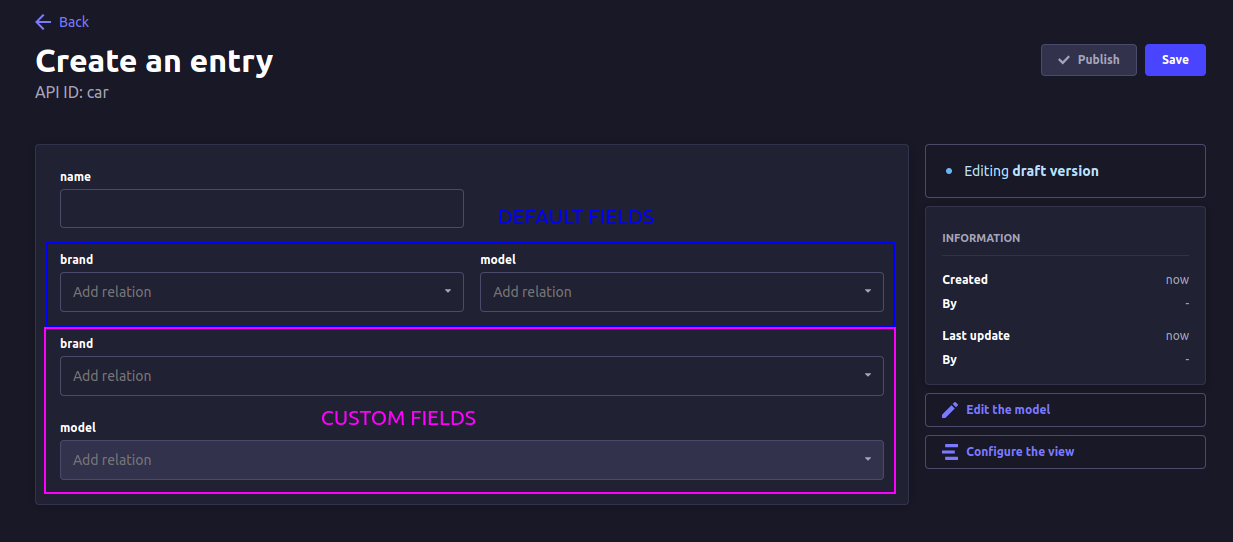 Back
Create an entry
API ID: car
Publish
Save
name
DEFAULT FIELDS
brand
model
Add relation
Add relation
brand
Add relation
CUSTOM FIELDS
model
Add relation
Editing draft version
INFORMATION
Created now
By -
Last update now
By -
Edit the model
Configure the view